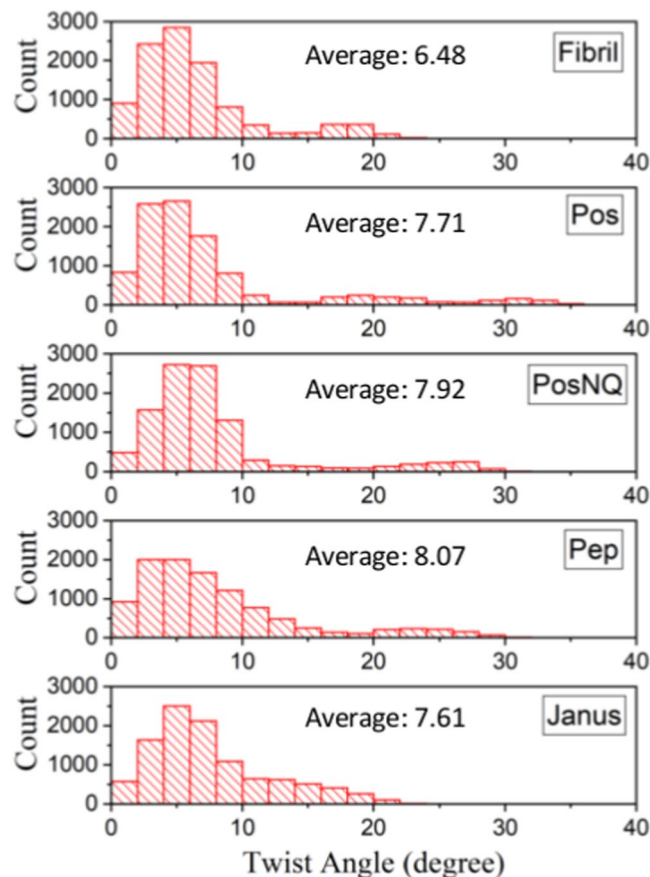 3000
2000
1000
0
Count
Average: 6.48
Fibril
0 10 20 30 40
3000
2000
1000
0
Count
Average: 7.71
Pos
0 10 20 30 40
3000
2000
1000
0
Count
Average: 7.92
PosNQ
0 10 20 30 40
3000
2000
1000
0
Count
Average: 8.07
Pep
0 10 20 30 40
3000
2000
1000
0
Count
Average: 7.61
Janus
0 10 20 30 40
Twist Angle (degree)